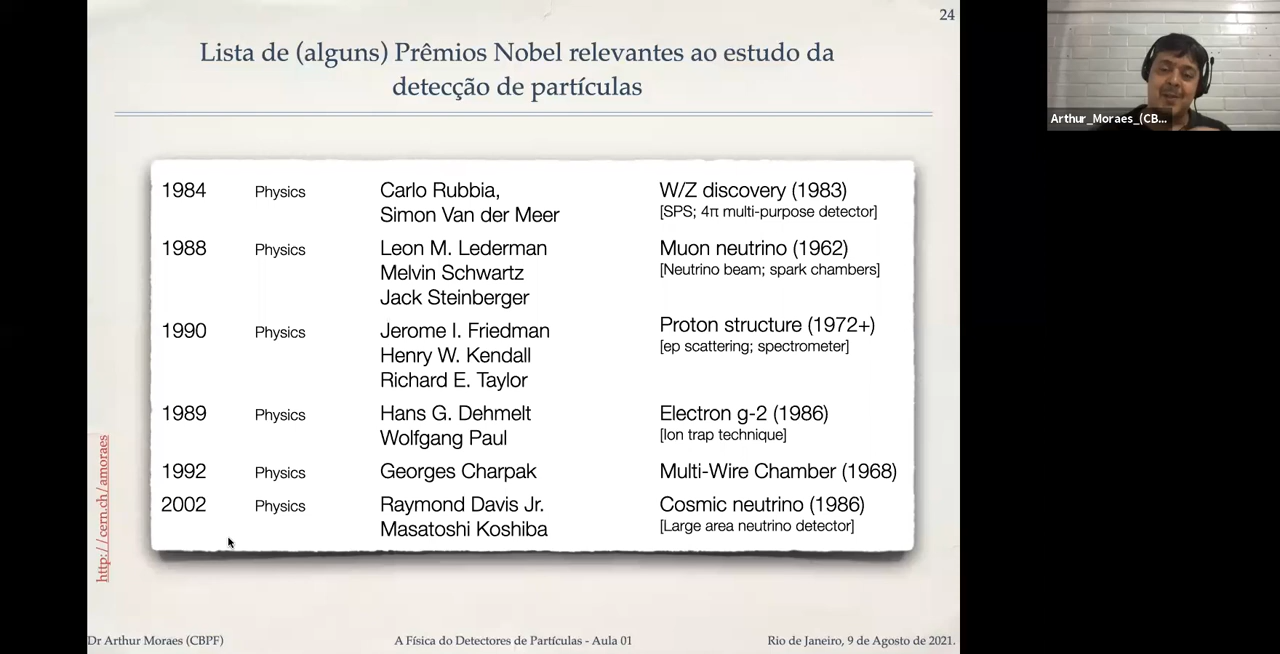 24
Lista de (alguns) Prêmios Nobel relevantes ao estudo da
detecção de partículas
1984 Physics Carlo Rubbia, W/Z discovery (1983)
Simon Van der Meer [SPS; 4π multi-purpose detector]
1988 Physics Leon M. Lederman Muon neutrino (1962)
Melvin Schwartz [Neutrino beam; spark chambers]
Jack Steinberger
1990 Physics Jerome I. Friedman Proton structure (1972+)
Henry W. Kendall [ep scattering; spectrometer]
Richard E. Taylor
1989 Physics Hans G. Dehmelt Electron g-2 (1986)
Wolfgang Paul [Ion trap technique]
1992 Physics Georges Charpak Multi-Wire Chamber (1968)
2002 Physics Raymond Davis Jr. Cosmic neutrino (1986)
Masatoshi Koshiba [Large area neutrino detector]
http://cern.ch/amoraes
Dr Arthur Moraes (CBPF) A Física do Detectores de Partículas - Aula 01 Rio de Janeiro, 9 de Agosto de 2021.
Arthur_Moraes_(CB...